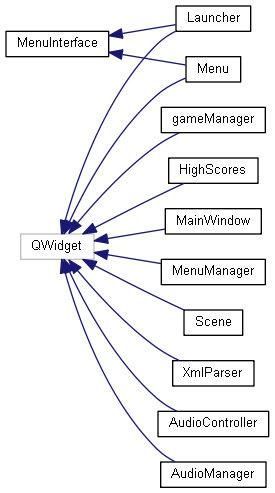 Launcher
MenuInterface
Menu
gameManager
HighScores
MainWindow
QWidget
MenuManager
Scene
XmlParser
AudioController
AudioManager